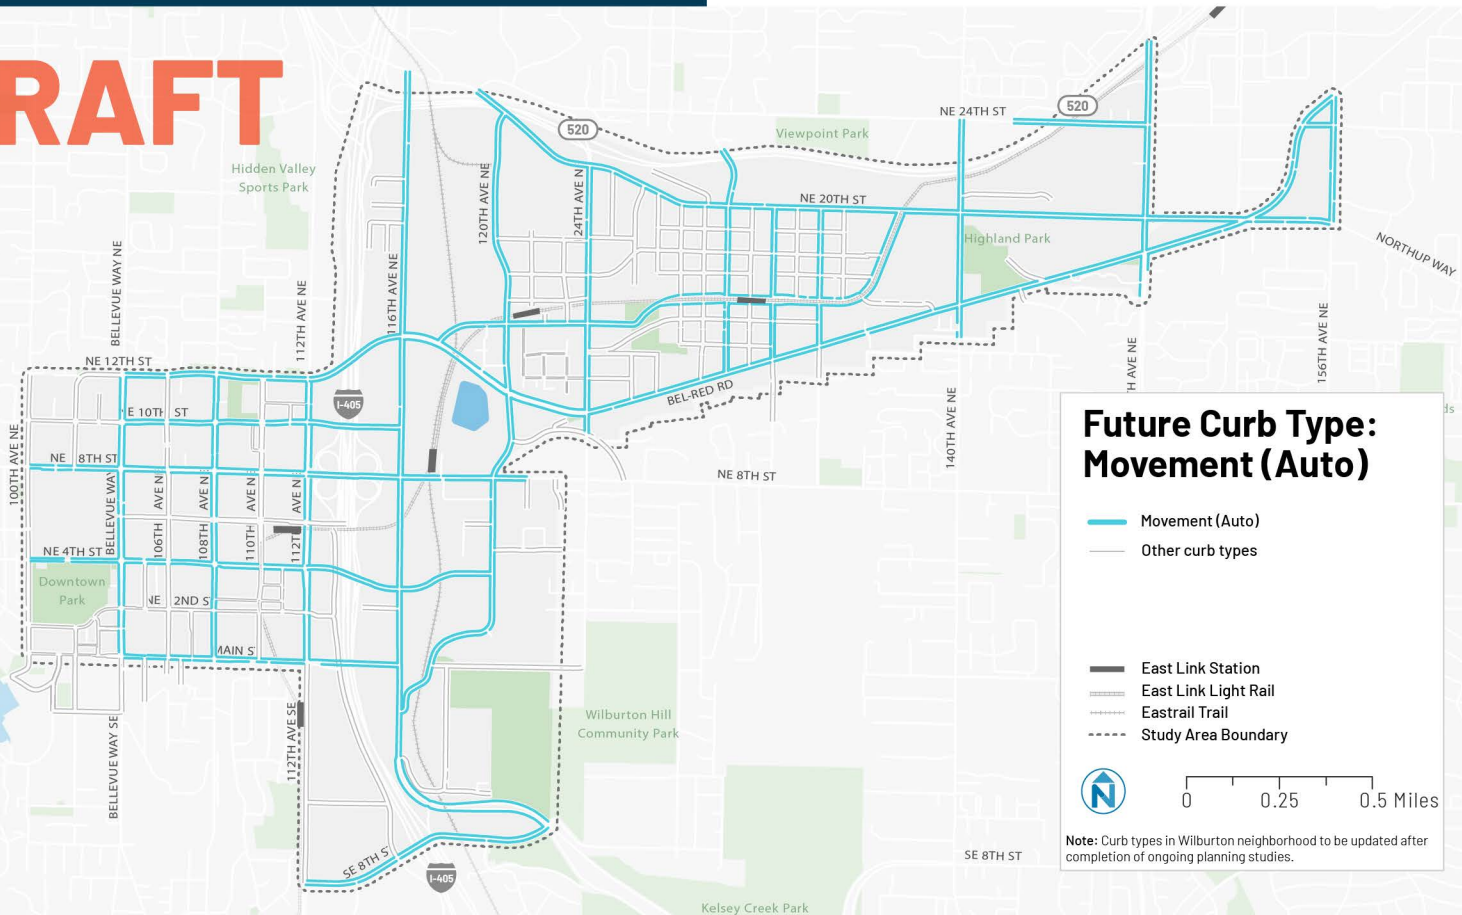 RAFT
NE 24TH ST
520
520
Viewpoint Park
Hidden Valley
Sports Park
120TH AVE NE
24TH AVE N
NE 20TH ST
Highland Park
NORTHUP WAY
BELLEVUE WAY NE
112TH AVE NE
116TH AVE NE
NE 12TH ST
I-405
E 10TH ST
BEL-RED RD
140TH AVE NE
H AVE NE
156TH AVE NE
100TH AVE NE
NE 8TH ST
NE 8TH ST
BELLEVUE WAY
106TH AVE N
108TH AVE N
110TH AVE N
112T AVE N
NE 4TH ST
Downtown
Park
NE 2ND S
MAIN S
112TH AVE SE
BELLEVUE WAY SE
Wilburton Hill
Community Park
SE 8TH S
I-405
SE 8TH ST
Kelsey Creek Park
ds
Future Curb Type:
Movement (Auto)
Movement (Auto)
Other curb types
East Link Station
East Link Light Rail
Eastrail Trail
Study Area Boundary
N
0 0.25 0.5 Miles
Note: Curb types in Wilburton neighborhood to be updated after
completion of ongoing planning studies.